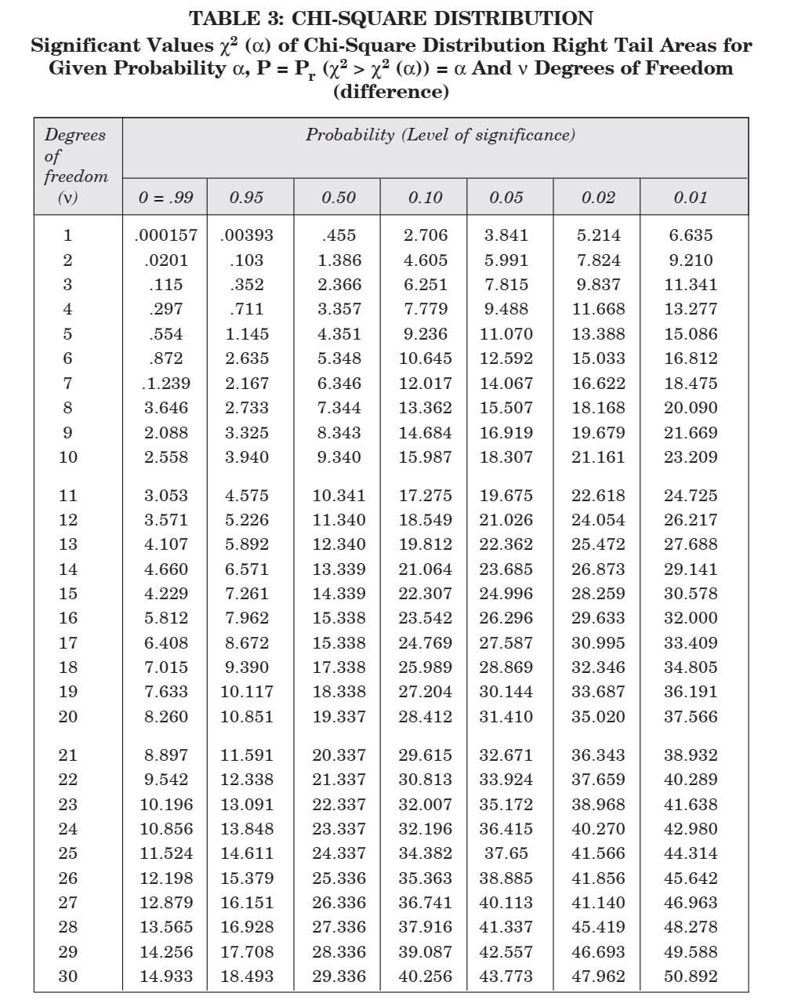 TABLE 3: CHI-SQUARE DISTRIBUTION
Significant Values χ² (α) of Chi-Square Distribution Right Tail Areas for
Given Probability α, P = Pᵣ (χ² > χ² (α)) = α And ν Degrees of Freedom
(difference)
Degrees Probability (Level of significance)
of
freedom
(ν) 0 = .99 0.95 0.50 0.10 0.05 0.02 0.01
1 .000157 .00393 .455 2.706 3.841 5.214 6.635
2 .0201 .103 1.386 4.605 5.991 7.824 9.210
3 .115 .352 2.366 6.251 7.815 9.837 11.341
4 .297 .711 3.357 7.779 9.488 11.668 13.277
5 .554 1.145 4.351 9.236 11.070 13.388 15.086
6 .872 2.635 5.348 10.645 12.592 15.033 16.812
7 .1.239 2.167 6.346 12.017 14.067 16.622 18.475
8 3.646 2.733 7.344 13.362 15.507 18.168 20.090
9 2.088 3.325 8.343 14.684 16.919 19.679 21.669
10 2.558 3.940 9.340 15.987 18.307 21.161 23.209
11 3.053 4.575 10.341 17.275 19.675 22.618 24.725
12 3.571 5.226 11.340 18.549 21.026 24.054 26.217
13 4.107 5.892 12.340 19.812 22.362 25.472 27.688
14 4.660 6.571 13.339 21.064 23.685 26.873 29.141
15 4.229 7.261 14.339 22.307 24.996 28.259 30.578
16 5.812 7.962 15.338 23.542 26.296 29.633 32.000
17 6.408 8.672 15.338 24.769 27.587 30.995 33.409
18 7.015 9.390 17.338 25.989 28.869 32.346 34.805
19 7.633 10.117 18.338 27.204 30.144 33.687 36.191
20 8.260 10.851 19.337 28.412 31.410 35.020 37.566
21 8.897 11.591 20.337 29.615 32.671 36.343 38.932
22 9.542 12.338 21.337 30.813 33.924 37.659 40.289
23 10.196 13.091 22.337 32.007 35.172 38.968 41.638
24 10.856 13.848 23.337 32.196 36.415 40.270 42.980
25 11.524 14.611 24.337 34.382 37.65 41.566 44.314
26 12.198 15.379 25.336 35.363 38.885 41.856 45.642
27 12.879 16.151 26.336 36.741 40.113 41.140 46.963
28 13.565 16.928 27.336 37.916 41.337 45.419 48.278
29 14.256 17.708 28.336 39.087 42.557 46.693 49.588
30 14.933 18.493 29.336 40.256 43.773 47.962 50.892